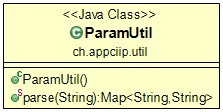 <<Java Class>>
ParamUtil
ch.appciip.util
ParamUtil()
parse(String):Map<String,String>